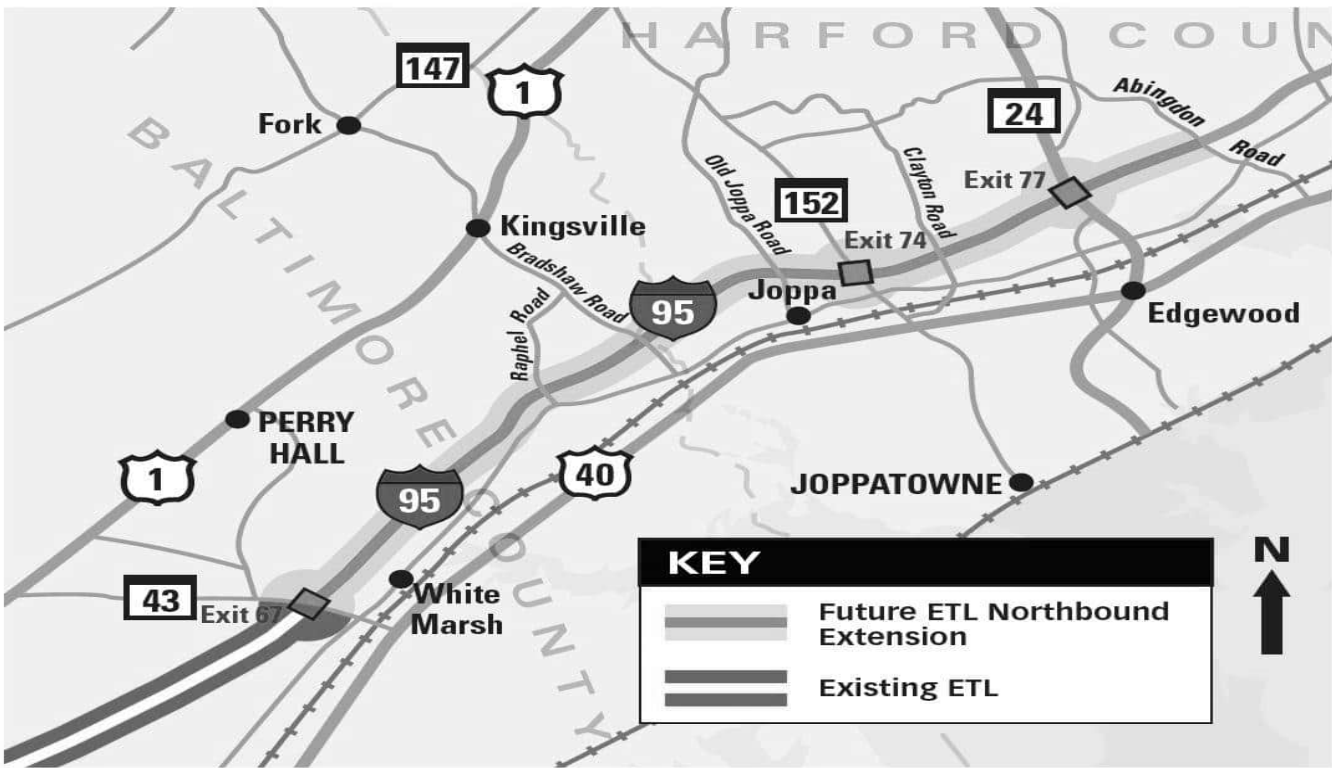 HARFORD COUN
147
1
Fork
Abingdon
Road
24
BALTIMORE COUNTY
Old Joppa Road
Clayton Road
Exit 77
152
Kingsville
Exit 74
Bradshaw Road
Joppa
95
Raphel Road
Edgewood
PERRY
HALL
1
95
40
JOPPATOWNE
43
Exit 67
White
Marsh
KEY
Future ETL Northbound
Extension
Existing ETL
N